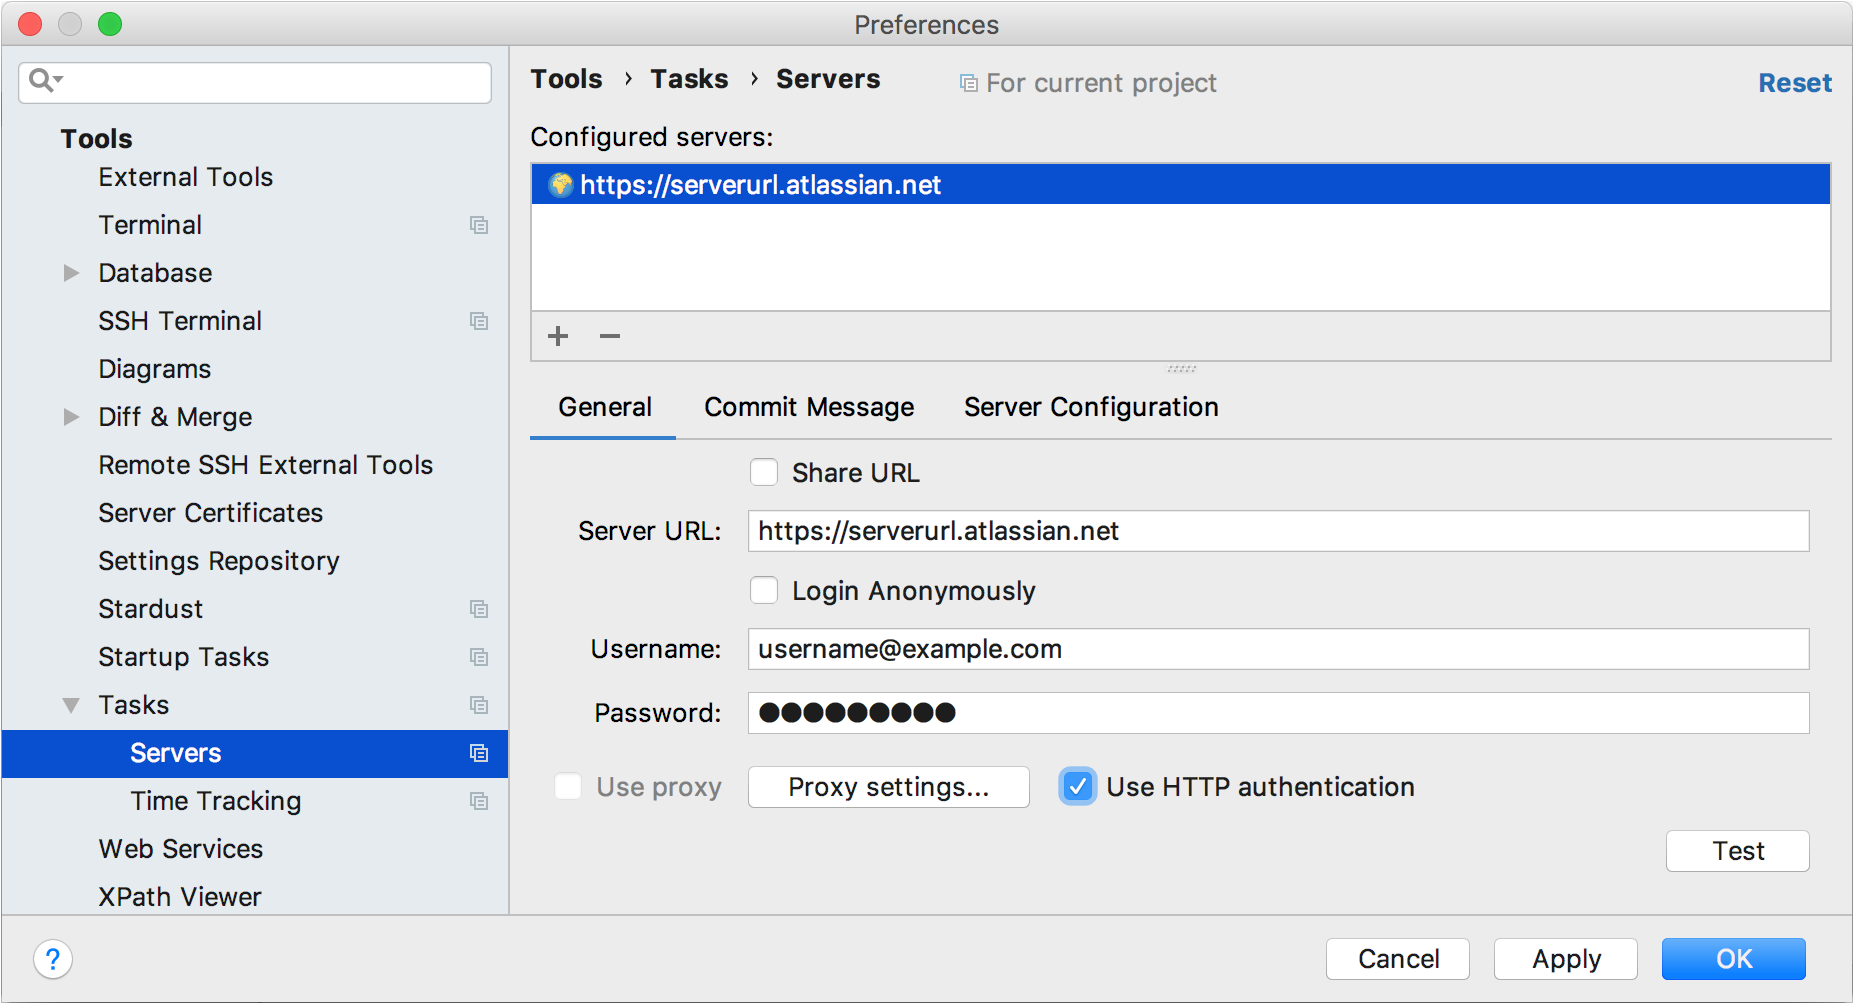 Preferences
Tools
External Tools
Terminal
Database
SSH Terminal
Diagrams
Diff & Merge
Remote SSH External Tools
Server Certificates
Settings Repository
Stardust
Startup Tasks
Tasks
Servers
Time Tracking
Web Services
XPath Viewer
Tools › Tasks › Servers For current project Reset
Configured servers:
https://serverurl.atlassian.net
General Commit Message Server Configuration
Share URL
Server URL: https://serverurl.atlassian.net
Login Anonymously
Username: username@example.com
Password: ●●●●●●●●●
Use proxy Proxy settings... Use HTTP authentication
Test
? Cancel Apply OK